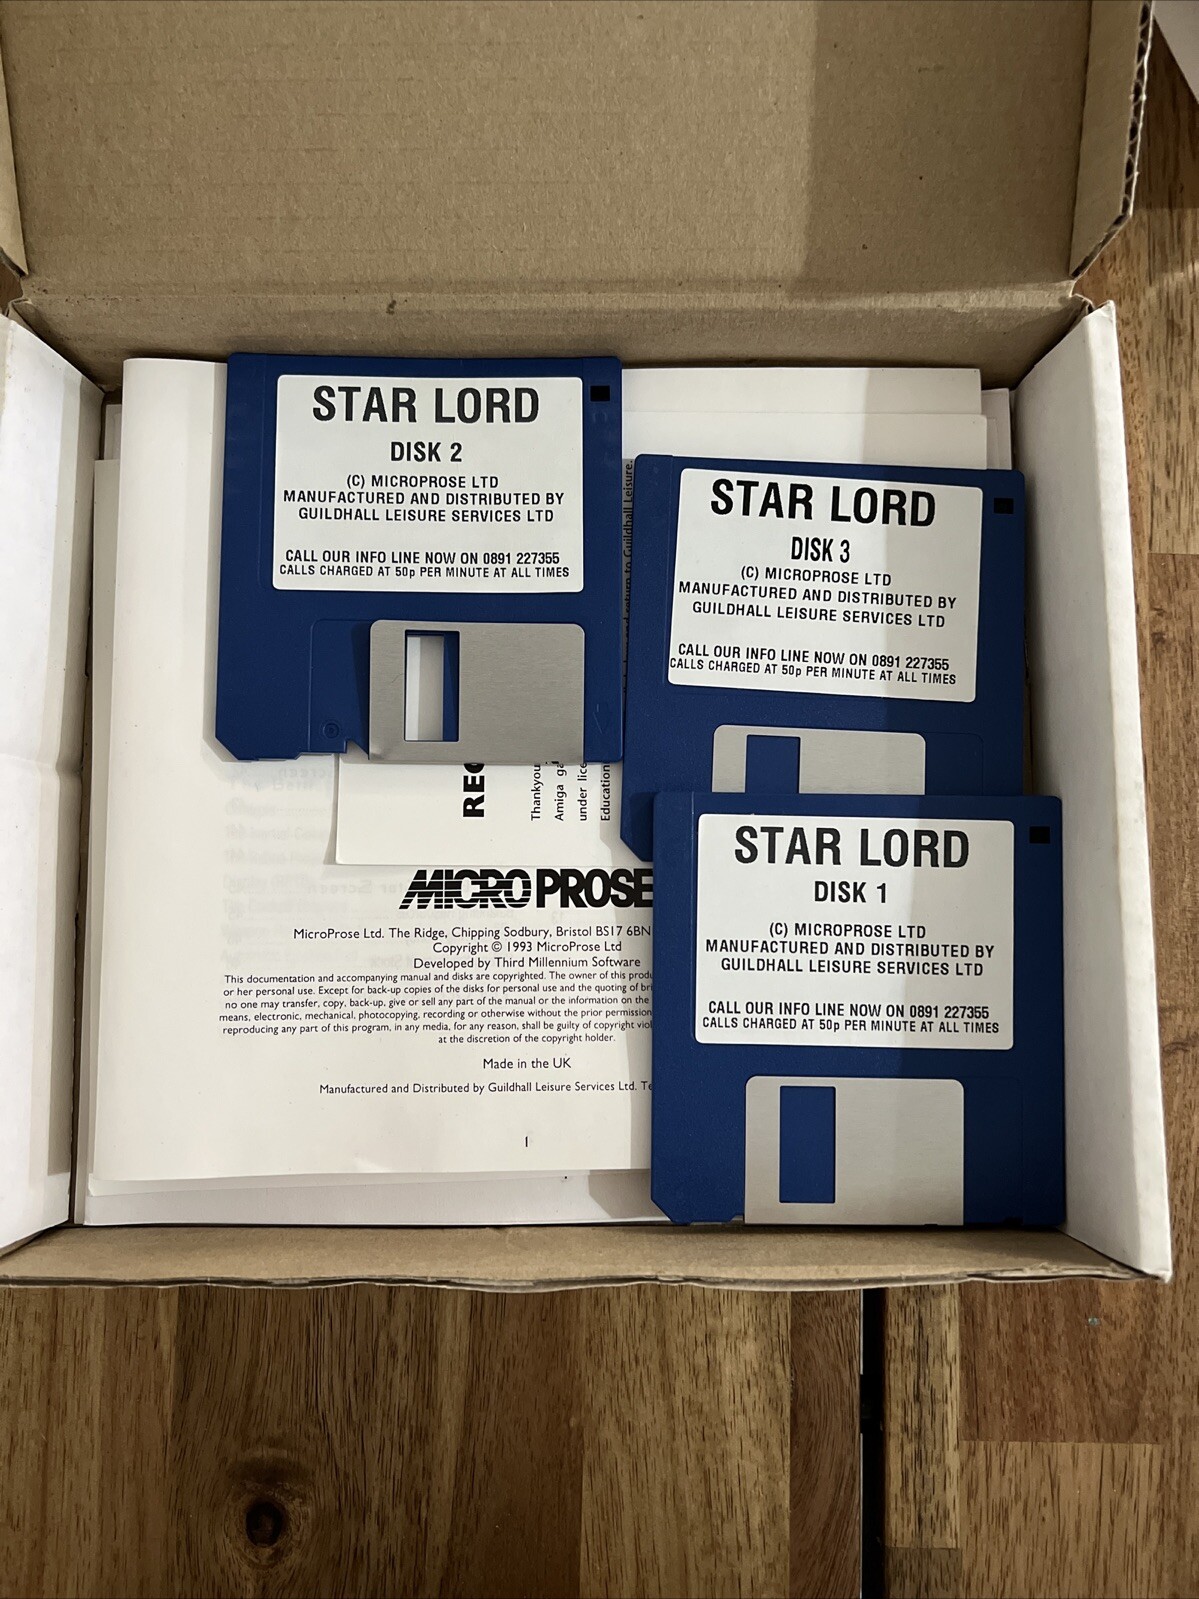 STAR LORD
DISK 2
(C) MICROPROSE LTD
MANUFACTURED AND DISTRIBUTED BY
GUILDHALL LEISURE SERVICES LTD
CALL OUR INFO LINE NOW ON 0891 227355
CALLS CHARGED AT 50p PER MINUTE AT ALL TIMES
STAR LORD
DISK 3
(C) MICROPROSE LTD
MANUFACTURED AND DISTRIBUTED BY
GUILDHALL LEISURE SERVICES LTD
CALL OUR INFO LINE NOW ON 0891 227355
CALLS CHARGED AT 50p PER MINUTE AT ALL TIMES
STAR LORD
DISK 1
(C) MICROPROSE LTD
MANUFACTURED AND DISTRIBUTED BY
GUILDHALL LEISURE SERVICES LTD
CALL OUR INFO LINE NOW ON 0891 227355
CALLS CHARGED AT 50p PER MINUTE AT ALL TIMES
and return to Guildhall Leisure.
Thankyou
Amiga
under
Education
MICROPROSE
MicroProse Ltd. The Ridge, Chipping Sodbury, Bristol BS17 6BN
Copyright © 1993 MicroProse Ltd
Developed by Third Millennium Software
This documentation and accompanying manual and disks are copyrighted. The owner of this
or her personal use. Except for back-up copies of the disks for personal use and the quoting of
no one may transfer, copy, back-up, give or sell any part of the manual or the information on the
means, electronic, mechanical, photocopying, recording or otherwise without the prior permission
reproducing any part of this program, in any media, for any reason, shall be guilty of copyright
at the discretion of the copyright holder.
Made in the UK
Manufactured and Distributed by Guildhall Leisure Services Ltd.
1